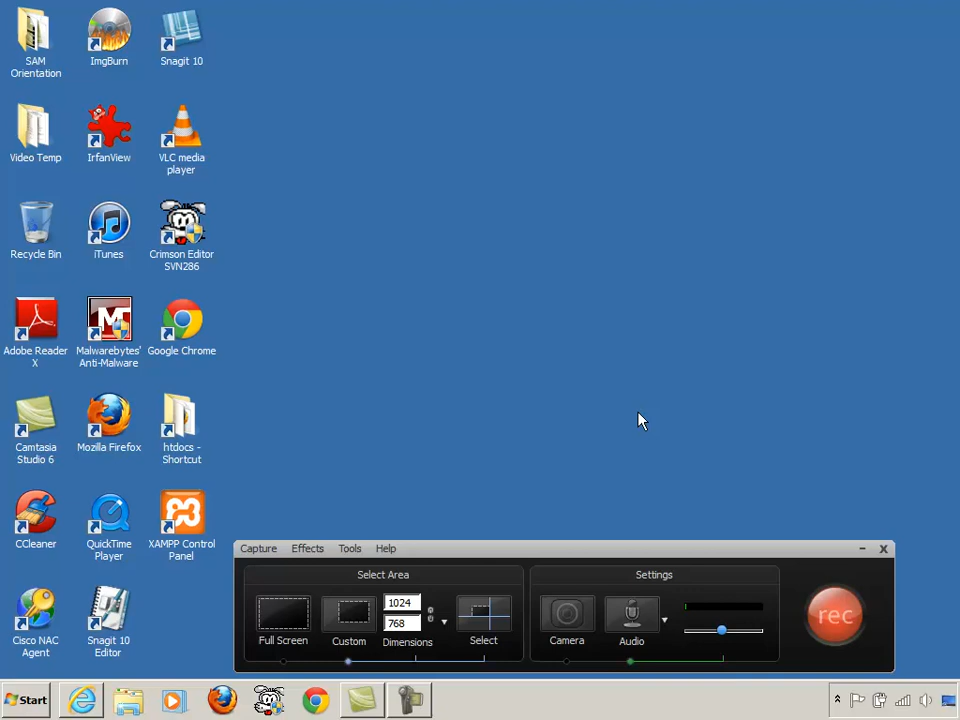 SAM
Orientation
ImgBurn
Snagit 10
Video Temp
IrfanView
VLC media
player
Recycle Bin
iTunes
Crimson Editor
SVN286
Adobe Reader
X
Malwarebytes'
Anti-Malware
Google Chrome
Camtasia
Studio 6
Mozilla Firefox
htdocs -
Shortcut
CCleaner
QuickTime
Player
XAMPP Control
Panel
Cisco NAC
Agent
Snagit 10
Editor
Capture Effects Tools Help
Select Area
Settings
1024
768
Full Screen
Custom
Dimensions
Select
Camera
Audio
rec
Start